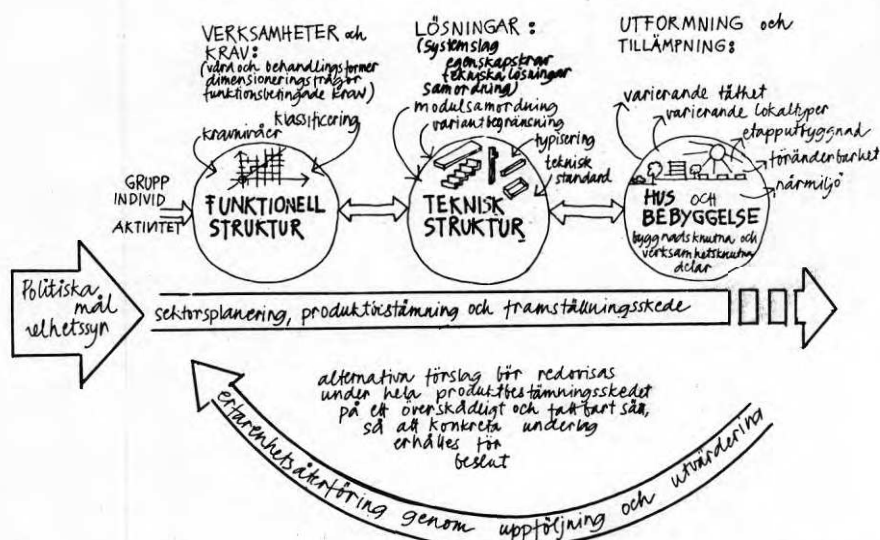 VERKSAMHETER och
KRAV:
(vård och behandlingsformer
dimensioneringsfrågor
funktionsbetingade krav)
kravnivåer
klassificering
GRUPP
INDIVID
AKTIVITET
FUNKTIONELL
STRUKTUR
LÖSNINGAR:
(systemslag
egenskapskrav
tekniska lösningar
samordning)
modulsamordning
variantbegränsning
typisering
teknisk
standard
TEKNISK
STRUKTUR
UTFORMNING och
TILLÄMPNING:
varierande täthet
varierande lokaltyper
etapputbyggnad
föränderbarhet
närmiljö
HUS OCH
BEBYGGELSE
byggnadsknutna och
verksamhetsknutna
delar
Politiska
mål
helhetssyn
sektorsplanering, produktbestämning och framställningsskede
alternativa förslag bör redovisas
under hela produktbestämningsskedet
på ett överskådligt och fattbart sätt,
så att konkreta underlag
erhålles för
beslut
erfarenhetsåterföring genom uppföljning och utvärdering